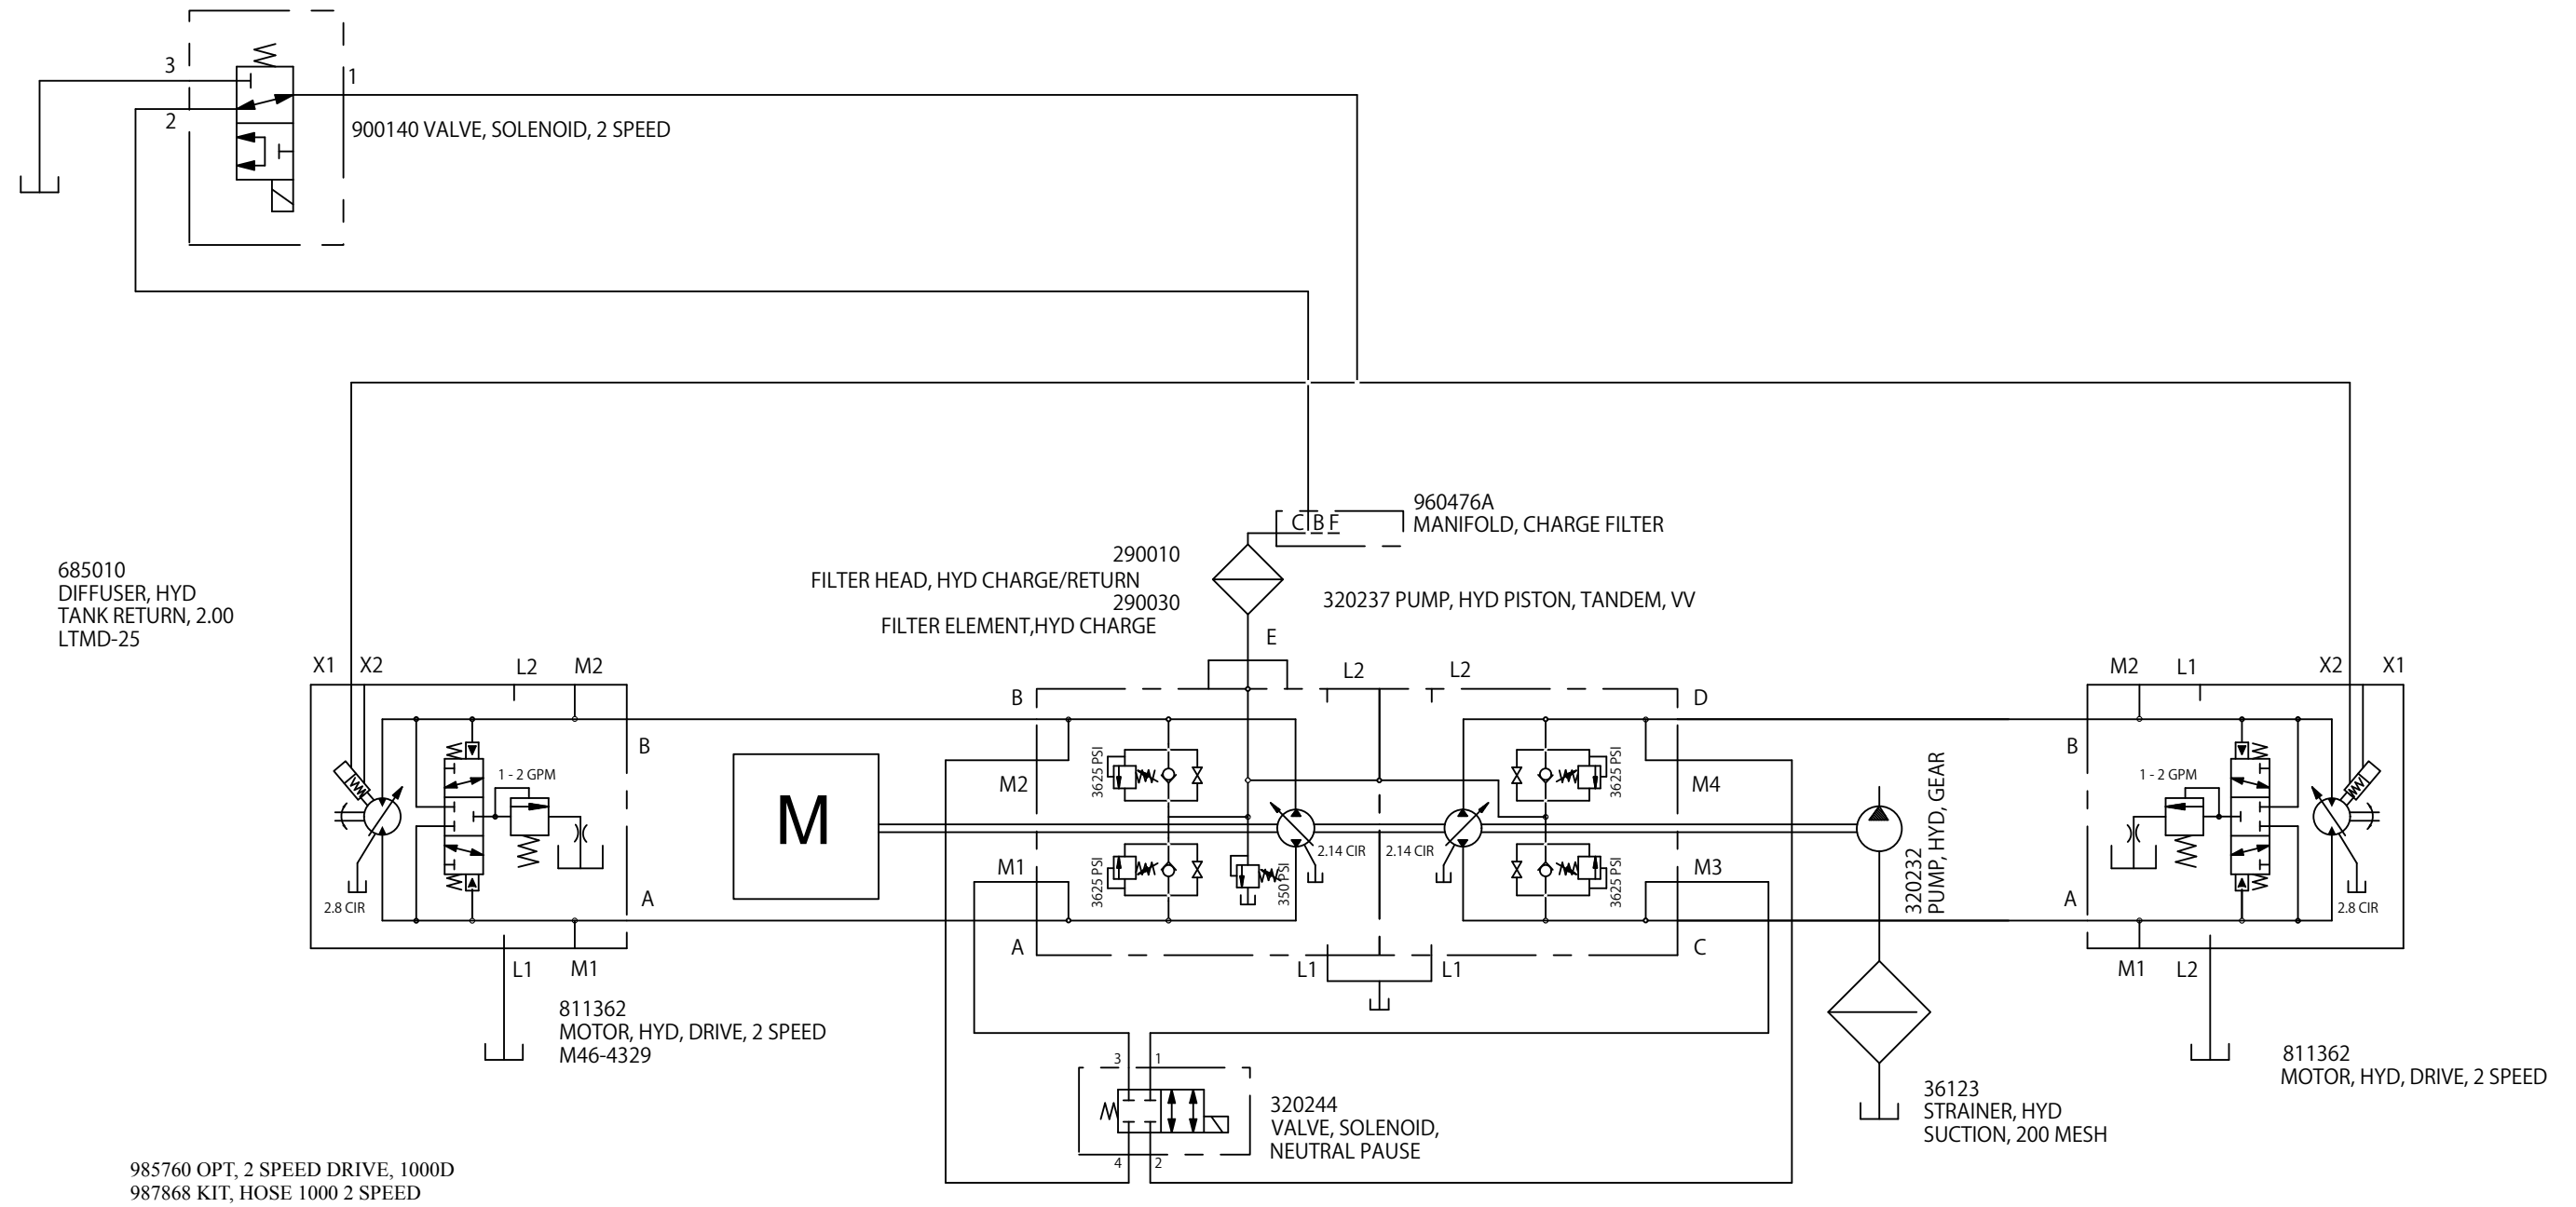 3
1
2
900140 VALVE, SOLENOID, 2 SPEED
960476A
MANIFOLD, CHARGE FILTER
C B F
290010
FILTER HEAD, HYD CHARGE/RETURN
290030
FILTER ELEMENT,HYD CHARGE
320237 PUMP, HYD PISTON, TANDEM, VV
E
685010
DIFFUSER, HYD
TANK RETURN, 2.00
LTMD-25
X1 X2 L2 M2
B
1 - 2 GPM
A
2.8 CIR
L1 M1
811362
MOTOR, HYD, DRIVE, 2 SPEED
M46-4329
M
B
L2
L2
D
M2
3625 PSI
3625 PSI
M4
M1
3625 PSI
350 PSI
2.14 CIR
2.14 CIR
3625 PSI
M3
A
L1
L1
C
320232
PUMP, HYD, GEAR
M2 L1 X2 X1
B
1 - 2 GPM
A
2.8 CIR
M1 L2
811362
MOTOR, HYD, DRIVE, 2 SPEED
3 1
4 2
320244
VALVE, SOLENOID,
NEUTRAL PAUSE
36123
STRAINER, HYD
SUCTION, 200 MESH
985760 OPT, 2 SPEED DRIVE, 1000D
987868 KIT, HOSE 1000 2 SPEED